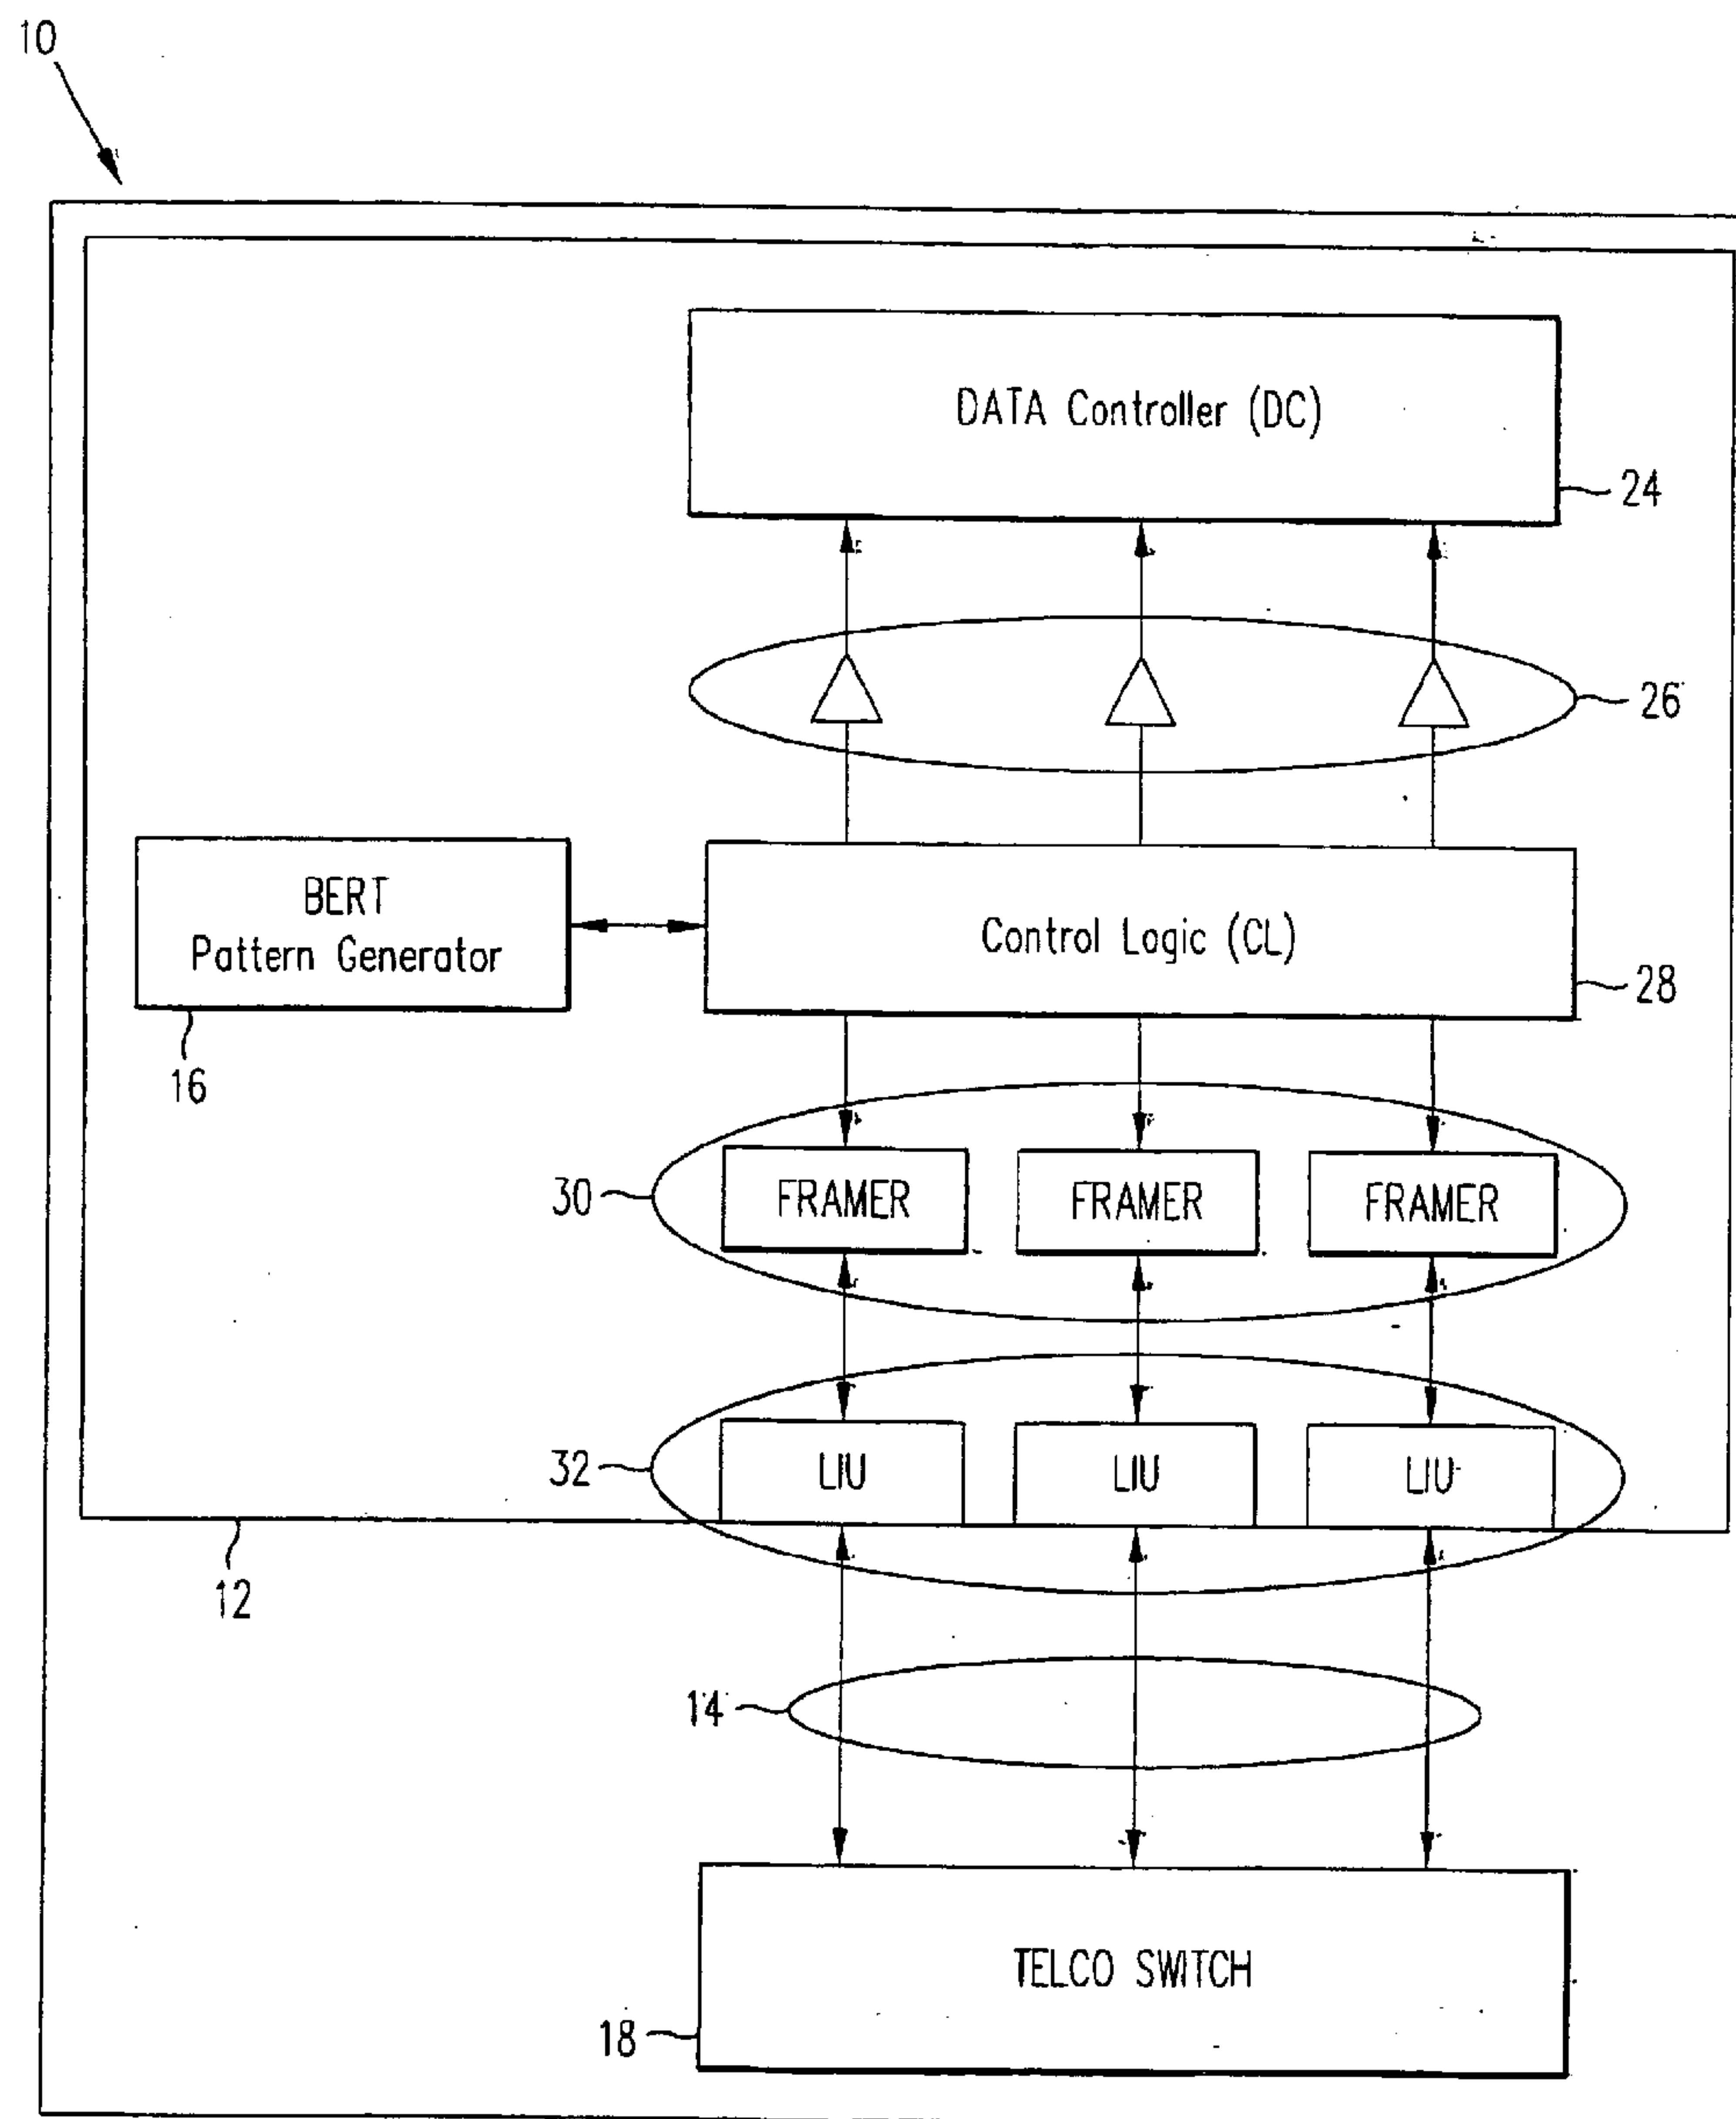 10
DATA Controller (DC)
24
26
BERT
Pattern Generator
Control Logic (CL)
28
16
30
FRAMER FRAMER FRAMER
32
LIU LIU LIU
12
14
TELCO SWITCH
18